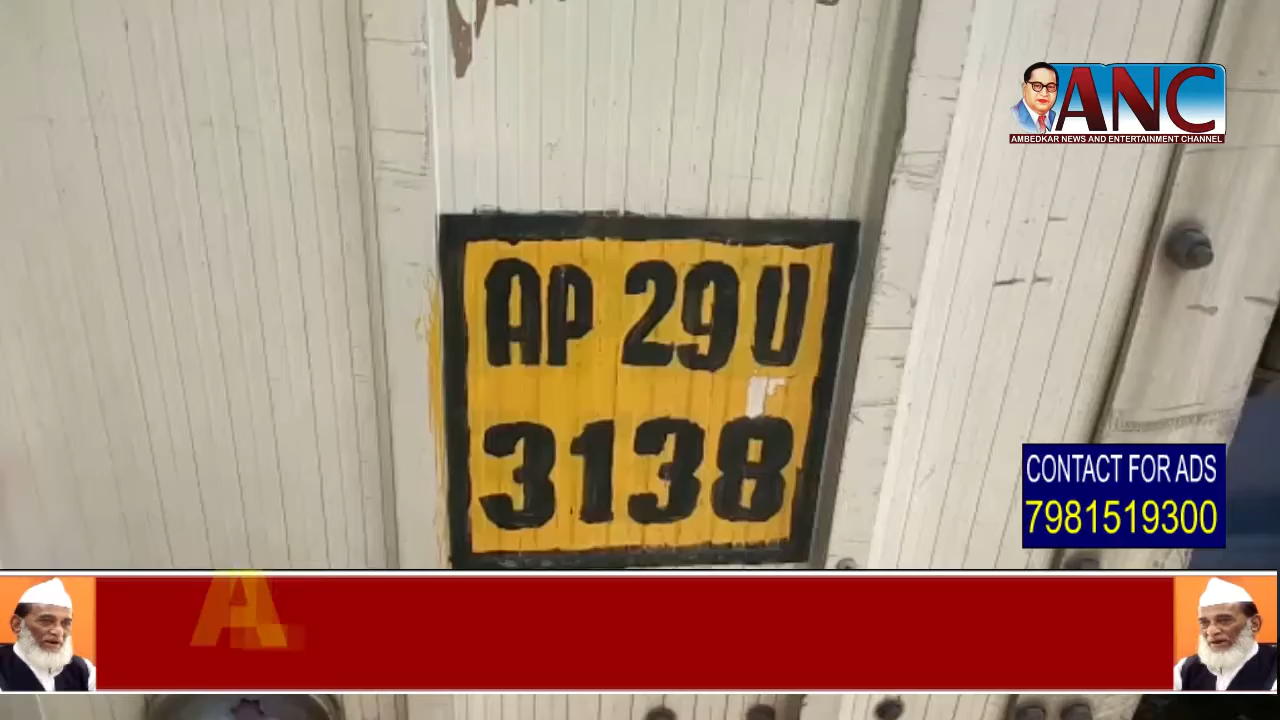 ANC
AMBEDKAR NEWS AND ENTERTAINMENT CHANNEL
AP 29 U
3138
CONTACT FOR ADS
7981519300
A